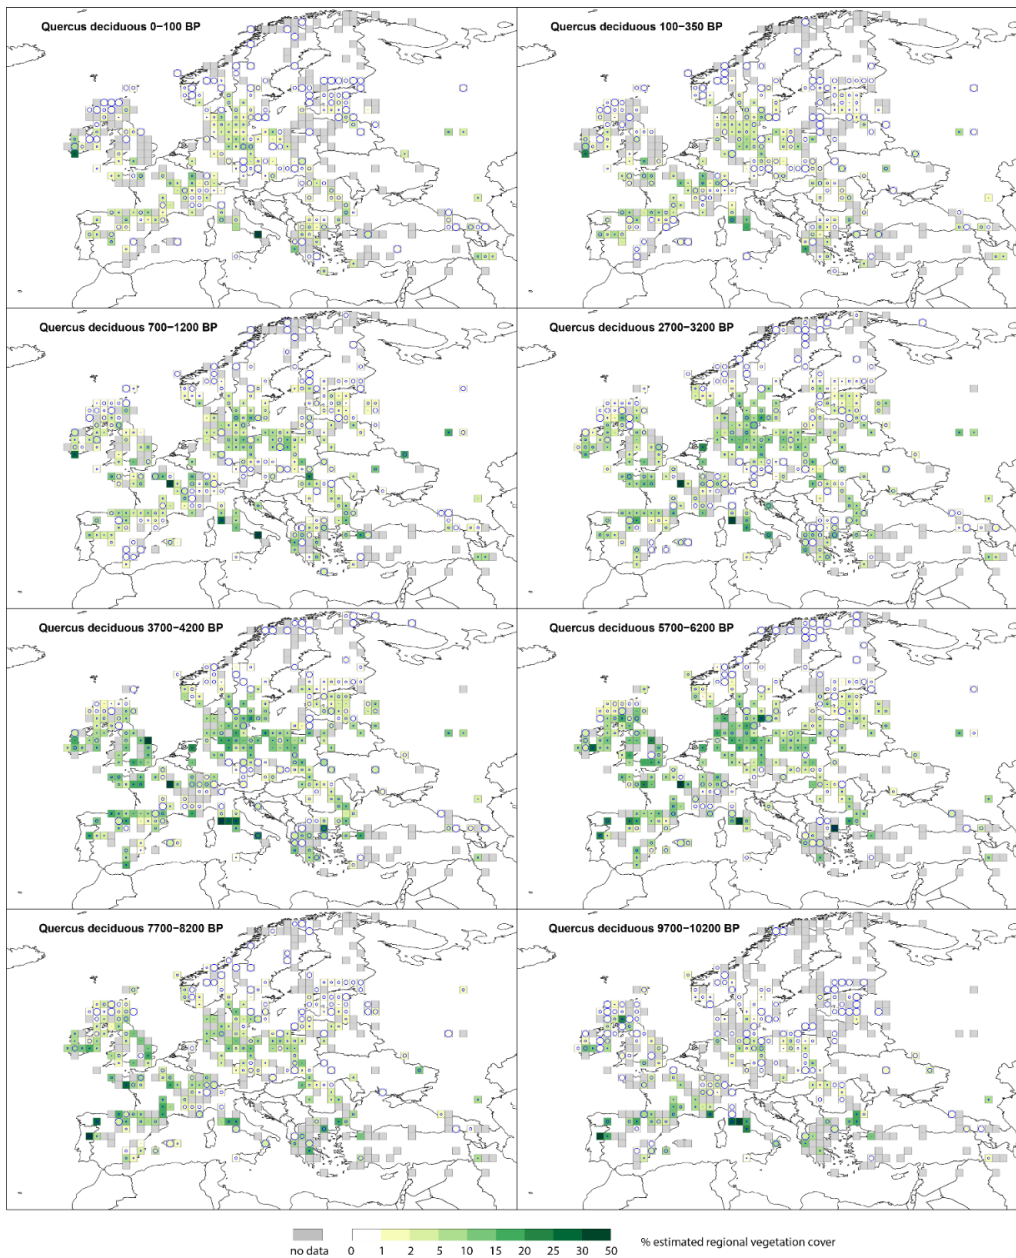 Quercus deciduous 0–100 BP
Quercus deciduous 100–350 BP
Quercus deciduous 700–1200 BP
Quercus deciduous 2700–3200 BP
Quercus deciduous 3700–4200 BP
Quercus deciduous 5700–6200 BP
Quercus deciduous 7700–8200 BP
Quercus deciduous 9700–10200 BP
no data 0 1 2 5 10 15 20 25 30 50 % estimated regional vegetation cover